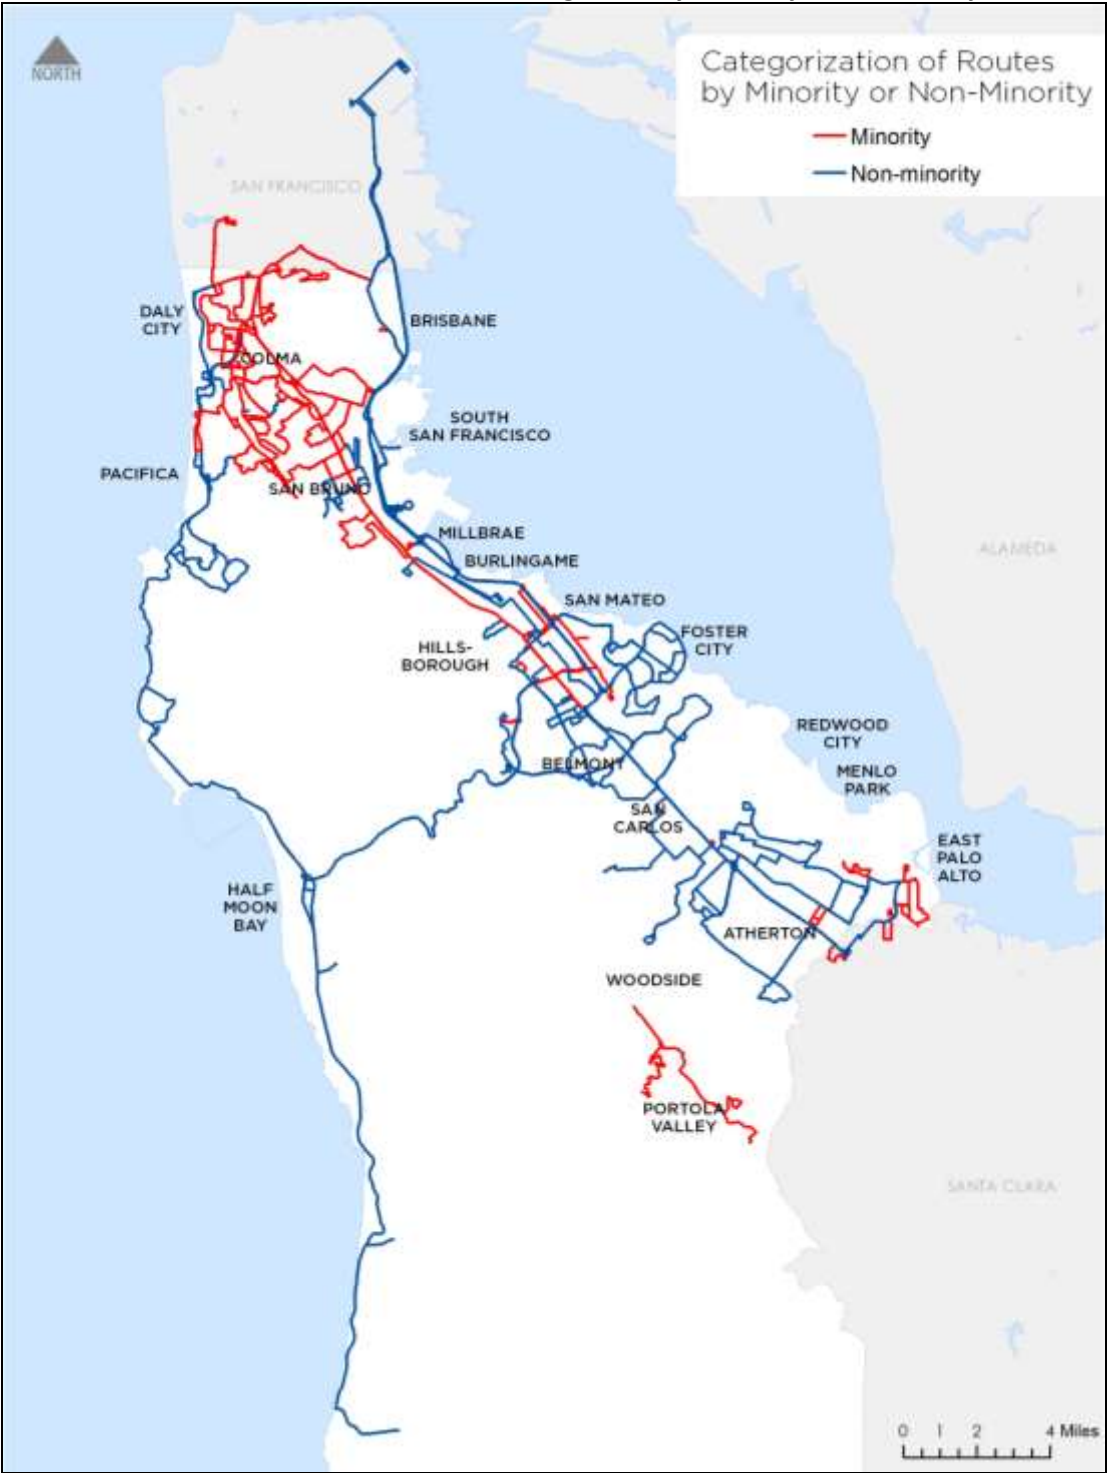 NORTH
Categorization of Routes
by Minority or Non-Minority
Minority
Non-minority
SAN FRANCISCO
DALY
CITY
BRISBANE
COLMA
SOUTH
SAN FRANCISCO
PACIFICA
SAN BRUNO
MILLBRAE
BURLINGAME
ALAMEDA
SAN MATEO
FOSTER
CITY
HILLS-
BOROUGH
REDWOOD
CITY
BELMONT
MENLO
PARK
SAN
CARLOS
EAST
PALO
ALTO
HALF
MOON
BAY
ATHERTON
WOODSIDE
PORTOLA
VALLEY
SANTA CLARA
0 1 2 4 Miles